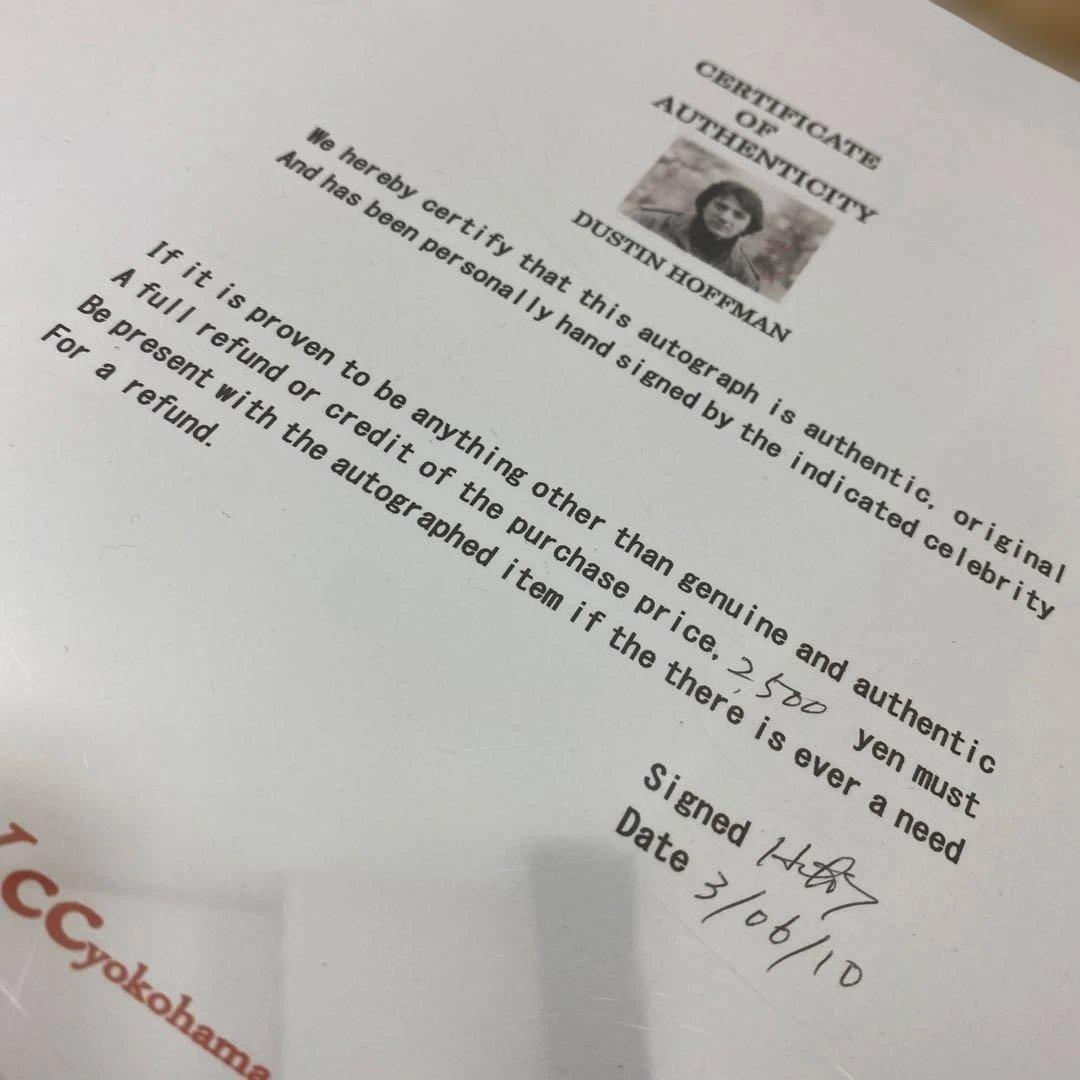 CERTIFICATE
OF
AUTHENTICITY
DUSTIN HOFFMAN
We hereby certify that this autograph is authentic, original
And has been personally hand signed by the indicated celebrity
If it is proven to be anything other than genuine and authentic
A full refund or credit of the purchase price, 2,500 yen must
Be present with the autographed item if the there is ever a need
For a refund.
Signed
Date 3/06/10
CCyokohama